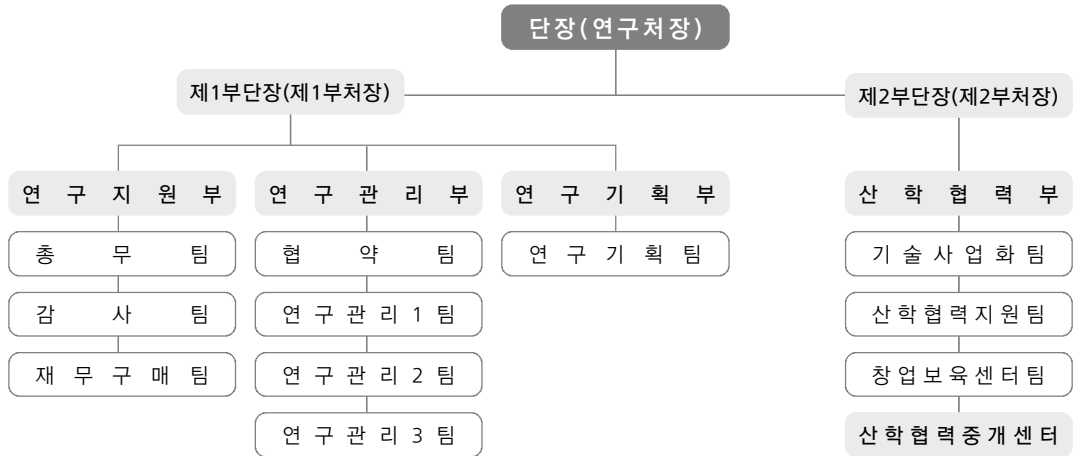 단장(연구처장)
제1부단장(제1부처장)
제2부단장(제2부처장)
연구지원부
연구관리부
연구기획부
산학협력부
총무팀
협약팀
연구기획팀
기술사업화팀
감사팀
연구관리1팀
산학협력지원팀
재무구매팀
연구관리2팀
창업보육센터팀
연구관리3팀
산학협력중개센터